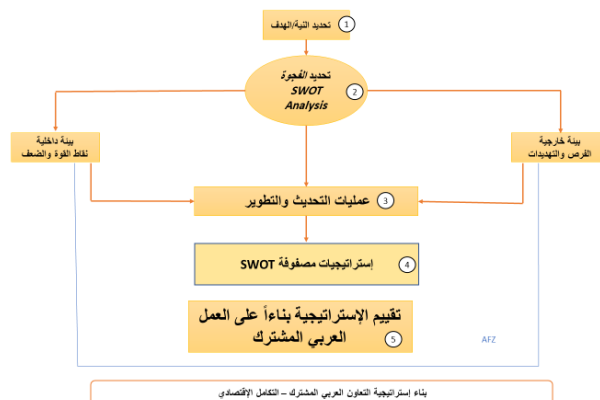 تحديد النية/الهدف 1
تحديد الفجوة
SWOT 2
Analysis
بيئة داخلية
نقاط القوة والضعف
بيئة خارجية
الفرص والتهديدات
عمليات التحديث والتطوير 3
إستراتيجيات مصفوفة SWOT 4
تقييم الإستراتيجية بناءاً على العمل
العربي المشترك 5
AFZ
بناء إستراتيجية التعاون العربي المشترك – التكامل الإقتصادي